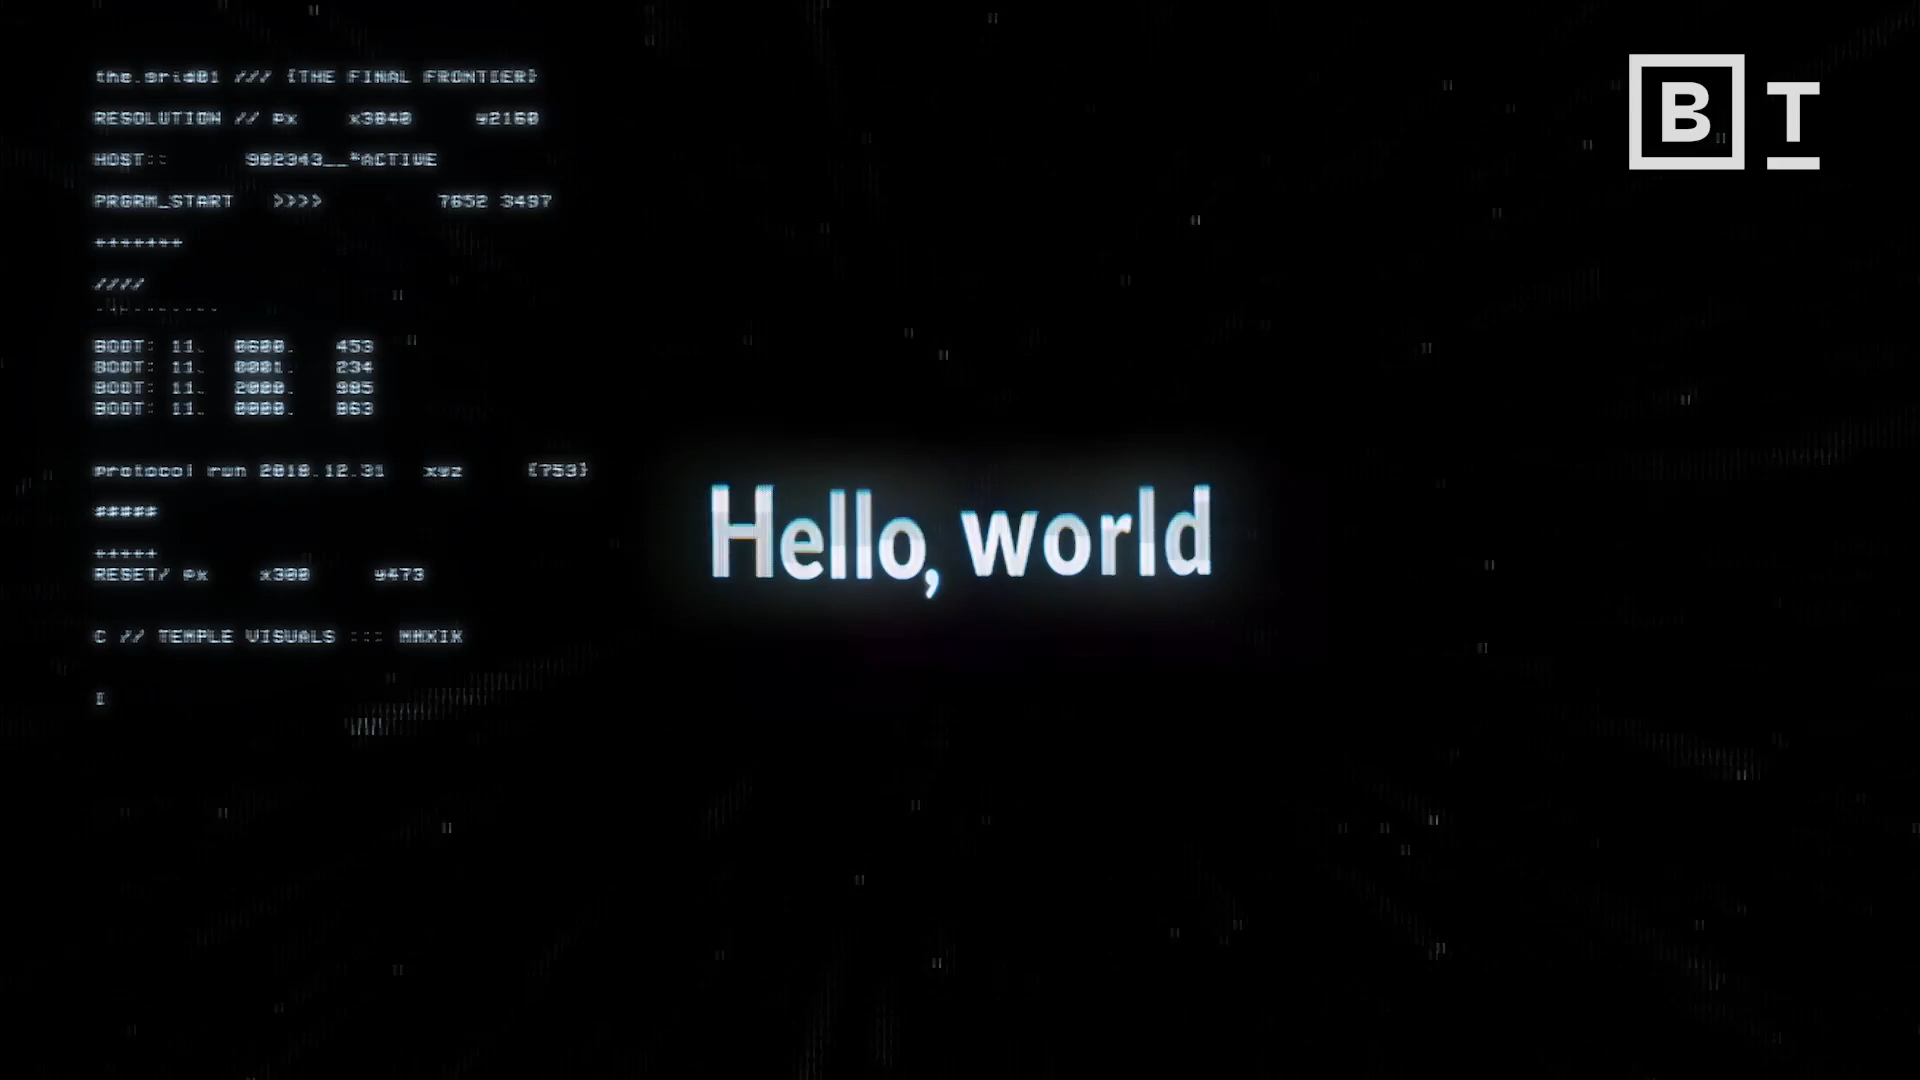 the.grid01 /// {THE FINAL FRONTIER}
RESOLUTION // px x3840 y2160
HOST:: 982343__*ACTIVE
PRGRM_START >>>> 7652 3497
+++++++
////
----------
BOOT: 11. 0600. 453
BOOT: 11. 0001. 234
BOOT: 11. 2000. 985
BOOT: 11. 0000. 863
protocol run 2018.12.31 xyz {753}
#####
+++++
RESET/ px x300 y473
C // TEMPLE VISUALS ::: MMXIX
Hello, world
B T